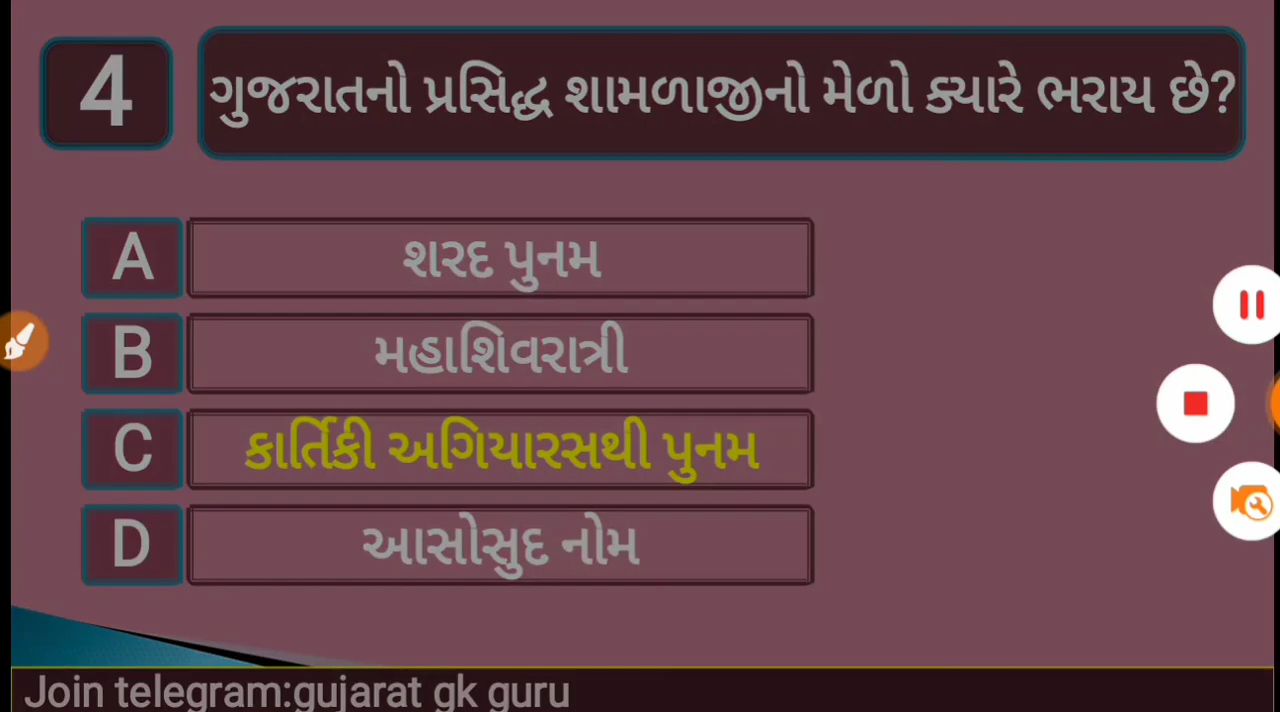 4
ગુજરાતનો પ્રસિદ્ધ શામળાજીનો મેળો ક્યારે ભરાય છે?
A શરદ પુનમ
B મહાશિવરાત્રી
C કાર્તિકી અગિયારસથી પુનમ
D આસોસુદ નોમ
Join telegram:gujarat gk guru